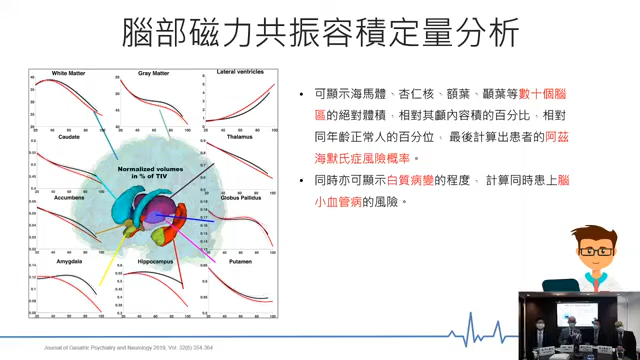 腦部磁力共振容積定量分析
White Matter
Gray Matter
Lateral ventricles
Caudate
Thalamus
Normalized volumes
in % of TIV
Accumbens
Globus Pallidus
Amygdala
Hippocampus
Putamen
• 可顯示海馬體、杏仁核、額葉、顳葉等數十個腦
區的絕對體積，相對其顱內容積的百分比，相對
同年齡正常人的百分位， 最後計算出患者的阿茲
海默氏症風險概率。
• 同時亦可顯示白質病變的程度、 計算同時患上腦
小血管病的風險。
Journal of Geriatric Psychiatry and Neurology 2019, Vol. 32(6) 354-364